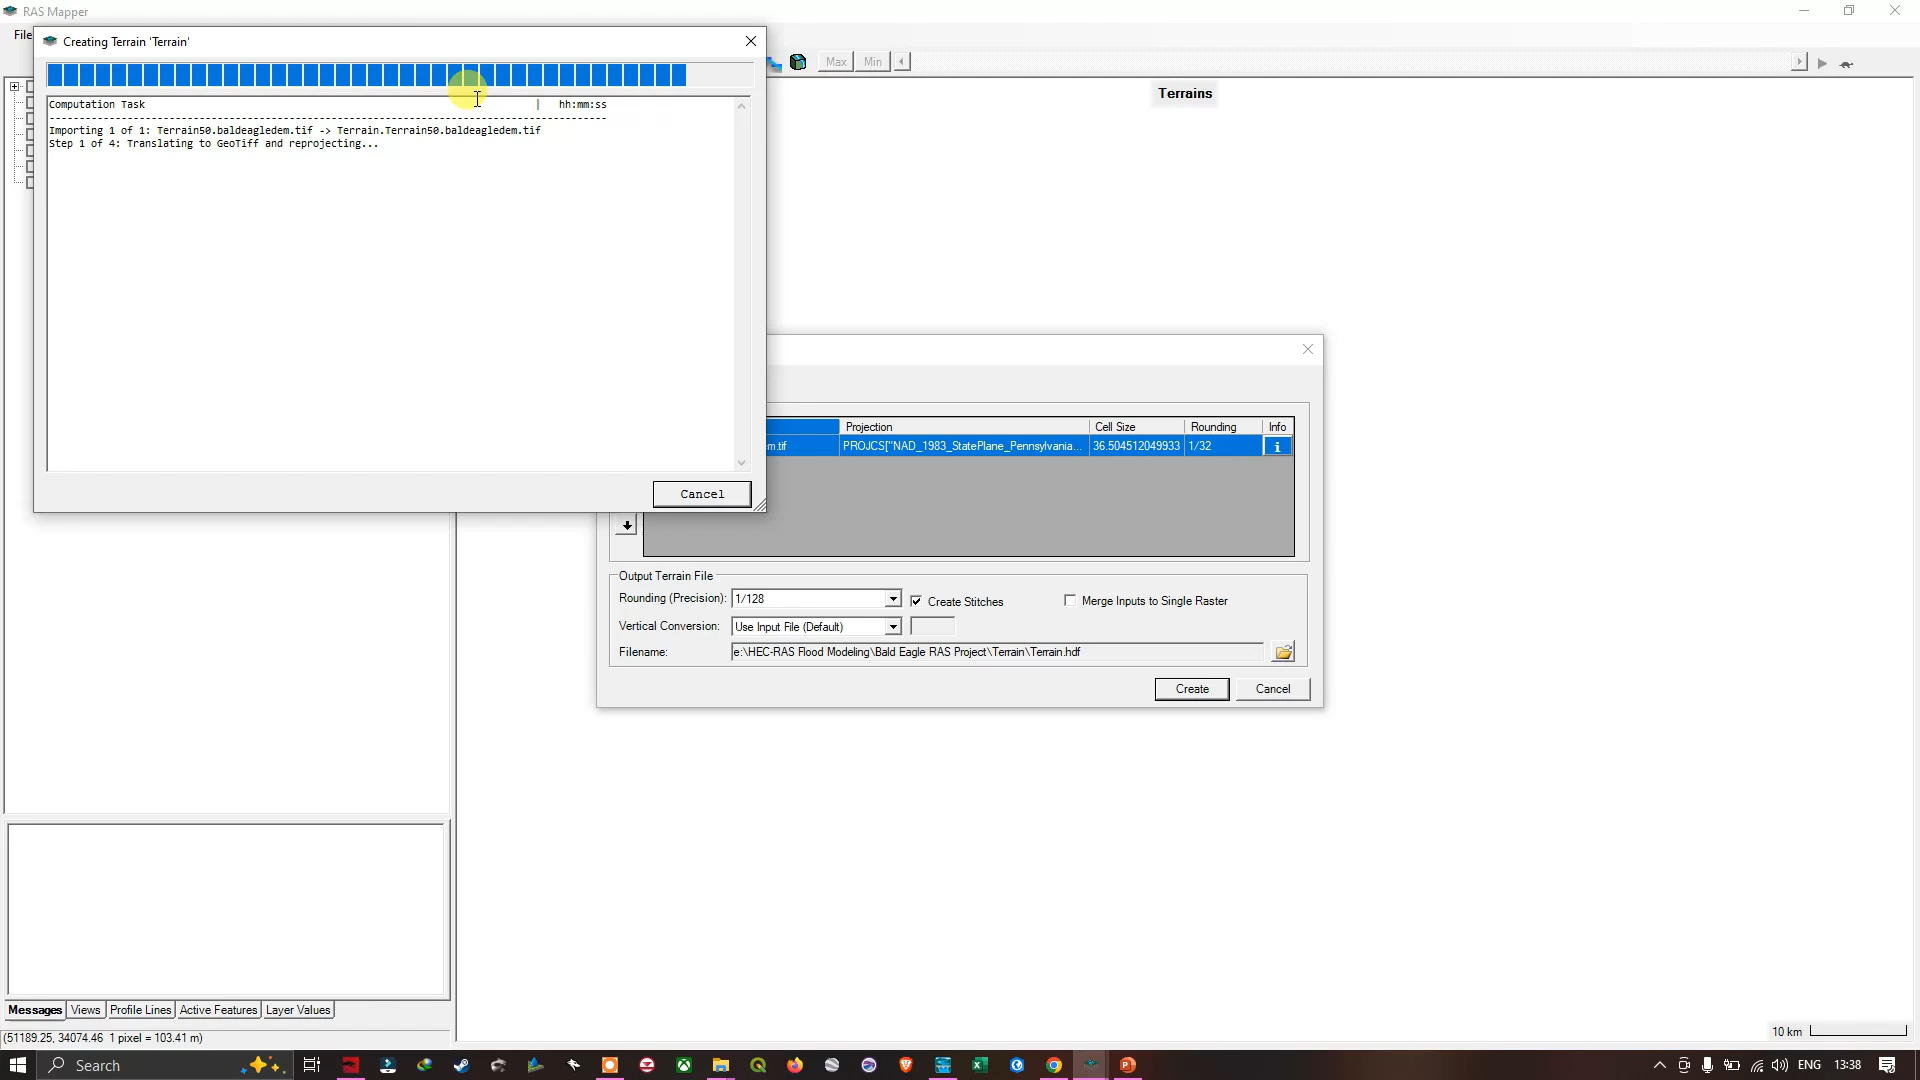 RAS Mapper
File
Creating Terrain 'Terrain'
Max
Min
Terrains
Computation Task | hh:mm:ss
Importing 1 of 1: Terrain50.baldeagledem.tif -> Terrain.Terrain50.baldeagledem.tif
Step 1 of 4: Translating to GeoTiff and reprojecting...
Cancel
Projection
Cell Size
Rounding
Info
em.tif
PROJCS["NAD_1983_StatePlane_Pennsylvania...
36.504512049933
1/32
i
Output Terrain File
Rounding (Precision): 1/128
Create Stitches
Merge Inputs to Single Raster
Vertical Conversion: Use Input File (Default)
Filename: e:\HEC-RAS Flood Modeling\Bald Eagle RAS Project\Terrain\Terrain.hdf
Create
Cancel
Messages
Views
Profile Lines
Active Features
Layer Values
(51189.25, 34074.46 1 pixel = 103.41 m)
10 km
Search
ENG
13:38